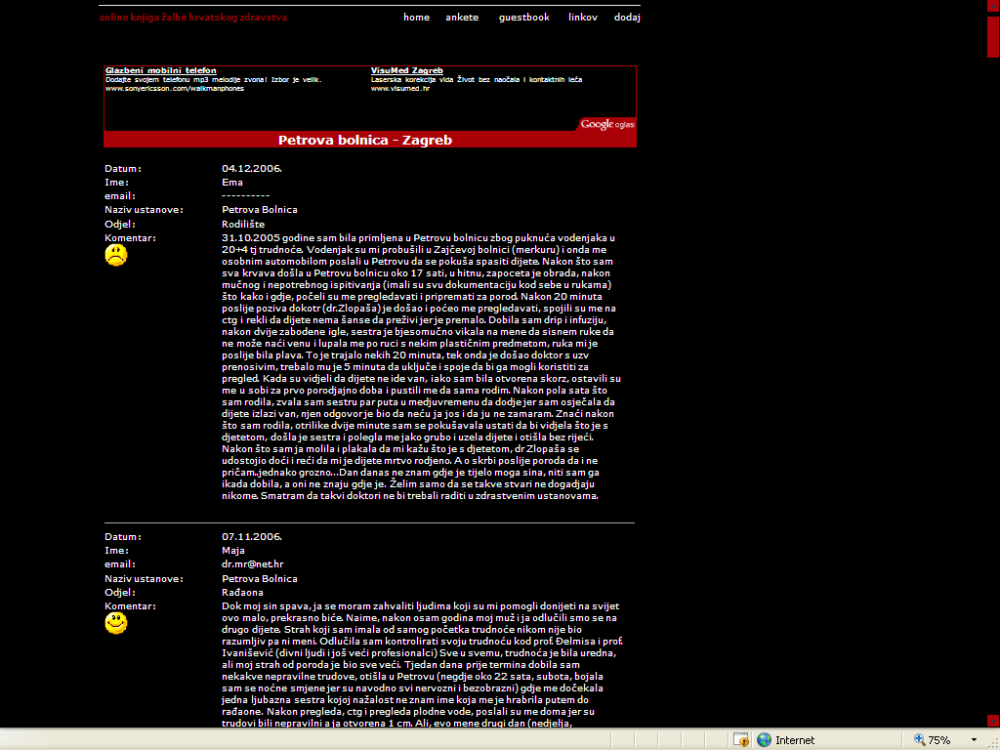 online knjiga žalbe hrvatskog zdravstva home ankete guestbook linkov dodaj
Glazbeni mobilni telefon
Dodajte svojem telefonu mp3 melodije zvona! Izbor je velik.
www.sonyericsson.com/walkmanphones
VisuMed Zagreb
Laserska korekcija vida Život bez naočala i kontaktnih leća
www.visumed.hr
Google oglas
Petrova bolnica - Zagreb
Datum: 04.12.2006.
Ime: Ema
email: ----------
Naziv ustanove: Petrova Bolnica
Odjel: Rodilište
Komentar: 31.10.2005 godine sam bila primljena u Petrovu bolnicu zbog puknuća vodenjaka u
20+4 tj trudnoće. Vodenjak su mi probušili u Zajčevoj bolnici (merkuru) i onda me
osobnim automobilom poslali u Petrovu da se pokuša spasiti dijete. Nakon što sam
sva krvava došla u Petrovu bolnicu oko 17 sati, u hitnu, zapoceta je obrada, nakon
mučnog i nepotrebnog ispitivanja (imali su svu dokumentaciju kod sebe u rukama)
što kako i gdje, počeli su me pregledavati i pripremati za porod. Nakon 20 minuta
poslije poziva dokotr (dr.Zlopaša) je došao i poćeo me pregledavati, spojili su me na
ctg i rekli da dijete nema šanse da preživi jer je premalo. Dobila sam drip i infuziju,
nakon dvije zabodene igle, sestra je bjesomučno vikala na mene da sisnem ruke da
ne može naći venu i lupala me po ruci s nekim plastičnim predmetom, ruka mi je
poslije bila plava. To je trajalo nekih 20 minuta, tek onda je došao doktor s uzv
prenosivim, trebalo mu je 5 minuta da uključe i spoje da bi ga mogli koristiti za
pregled. Kada su vidjeli da dijete ne ide van, iako sam bila otvorena skorz, ostavili su
me u sobi za prvo porodjajno doba i pustili me da sama rodim. Nakon pola sata što
sam rodila, zvala sam sestru par puta u medjuvremenu da dodje jer sam osječala da
dijete izlazi van, njen odgovor je bio da neću ja jos i da ju ne zamaram. Znaći nakon
što sam rodila, otrilike dvije minute sam se pokušavala ustati da bi vidjela što je s
djetetom, došla je sestra i polegla me jako grubo i uzela dijete i otišla bez rijeći.
Nakon što sam ja molila i plakala da mi kažu što je s djetetom, dr Zlopaša se
udostojio doći i reći da mi je dijete mrtvo rodjeno. A o skrbi poslije poroda da i ne
pričam..jednako grozno...Dan danas ne znam gdje je tijelo moga sina, niti sam ga
ikada dobila, a oni ne znaju gdje je. Želim samo da se takve stvari ne dogadjaju
nikome. Smatram da takvi doktori ne bi trebali raditi u zdrastvenim ustanovama.
Datum: 07.11.2006.
Ime: Maja
email: dr.mr@net.hr
Naziv ustanove: Petrova Bolnica
Odjel: Rađaona
Komentar: Dok moj sin spava, ja se moram zahvaliti ljudima koji su mi pomogli donijeti na svijet
ovo malo, prekrasno biće. Naime, nakon osam godina moj muž i ja odlučili smo se na
drugo dijete. Strah koji sam imala od samog početka trudnoće nikom nije bio
razumljiv pa ni meni. Odlučila sam kontrolirati svoju trudnoću kod prof. Đelmisa i prof.
Ivanišević (divni ljudi i još veći profesionalci) Sve u svemu, trudnoća je bila uredna,
ali moj strah od poroda je bio sve veći. Tjedan dana prije termina dobila sam
nekakve nepravilne trudove, otišla u Petrovu (negdje oko 22 sata, subota, bojala
sam se noćne smjene jer su navodno svi nervozni i bezobrazni) gdje me dočekala
jedna ljubazna sestra kojoj nažalost ne znam ime koja me je hrabrila putem do
rađaone. Nakon pregleda, ctg i pregleda plodne vode, poslali su me doma jer su
trudovi bili nepravilni a ja otvorena 1 cm. Ali, evo mene drugi dan (nedjelja,
Internet 75%